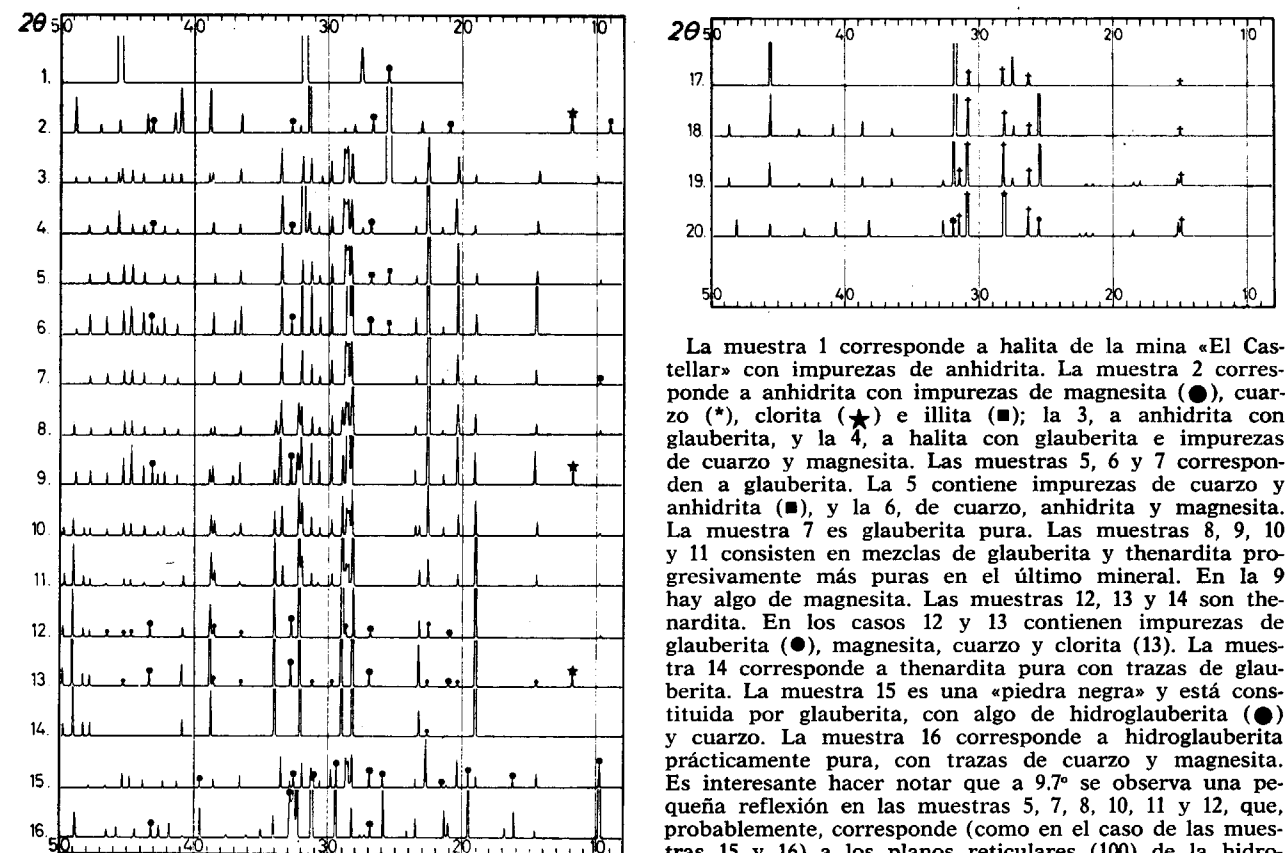 2θ 50 40 30 20 10
1.
2.
3.
4.
5.
6.
7.
8.
9.
10.
11.
12.
13.
14.
15.
16.
50 40 30 20 10
2θ 50 40 30 20 10
17.
18.
19.
20.
50 40 30 20 10
La muestra 1 corresponde a halita de la mina «El Cas-
tellar» con impurezas de anhidrita. La muestra 2 corres-
ponde a anhidrita con impurezas de magnesita (●), cuar-
zo (*), clorita (★) e illita (■); la 3, a anhidrita con
glauberita, y la 4, a halita con glauberita e impurezas
de cuarzo y magnesita. Las muestras 5, 6 y 7 correspon-
den a glauberita. La 5 contiene impurezas de cuarzo y
anhidrita (■), y la 6, de cuarzo, anhidrita y magnesita.
La muestra 7 es glauberita pura. Las muestras 8, 9, 10
y 11 consisten en mezclas de glauberita y thenardita pro-
gresivamente más puras en el último mineral. En la 9
hay algo de magnesita. Las muestras 12, 13 y 14 son the-
nardita. En los casos 12 y 13 contienen impurezas de
glauberita (●), magnesita, cuarzo y clorita (13). La mues-
tra 14 corresponde a thenardita pura con trazas de glau-
berita. La muestra 15 es una «piedra negra» y está cons-
tituida por glauberita, con algo de hidroglauberita (●)
y cuarzo. La muestra 16 corresponde a hidroglauberita
prácticamente pura, con trazas de cuarzo y magnesita.
Es interesante hacer notar que a 9.7º se observa una pe-
queña reflexión en las muestras 5, 7, 8, 10, 11 y 12, que,
probablemente, corresponde (como en el caso de las mues-
tras 15 y 16) a los planos reticulares (100) de la hidro-